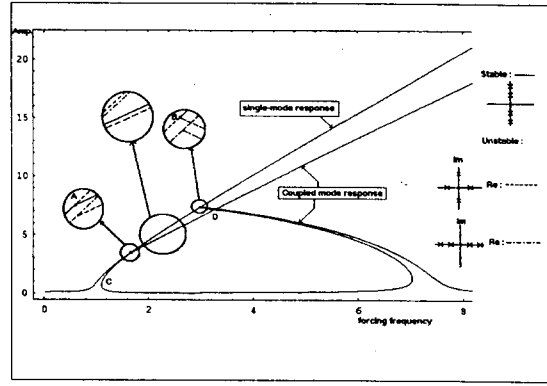 Amp.
20
15
10
5
0
0
2
4
6
8
forcing frequency
single-mode response
Coupled mode response
A
B
C
D
Stable :
Unstable :
Im
Re :
Im
Re :